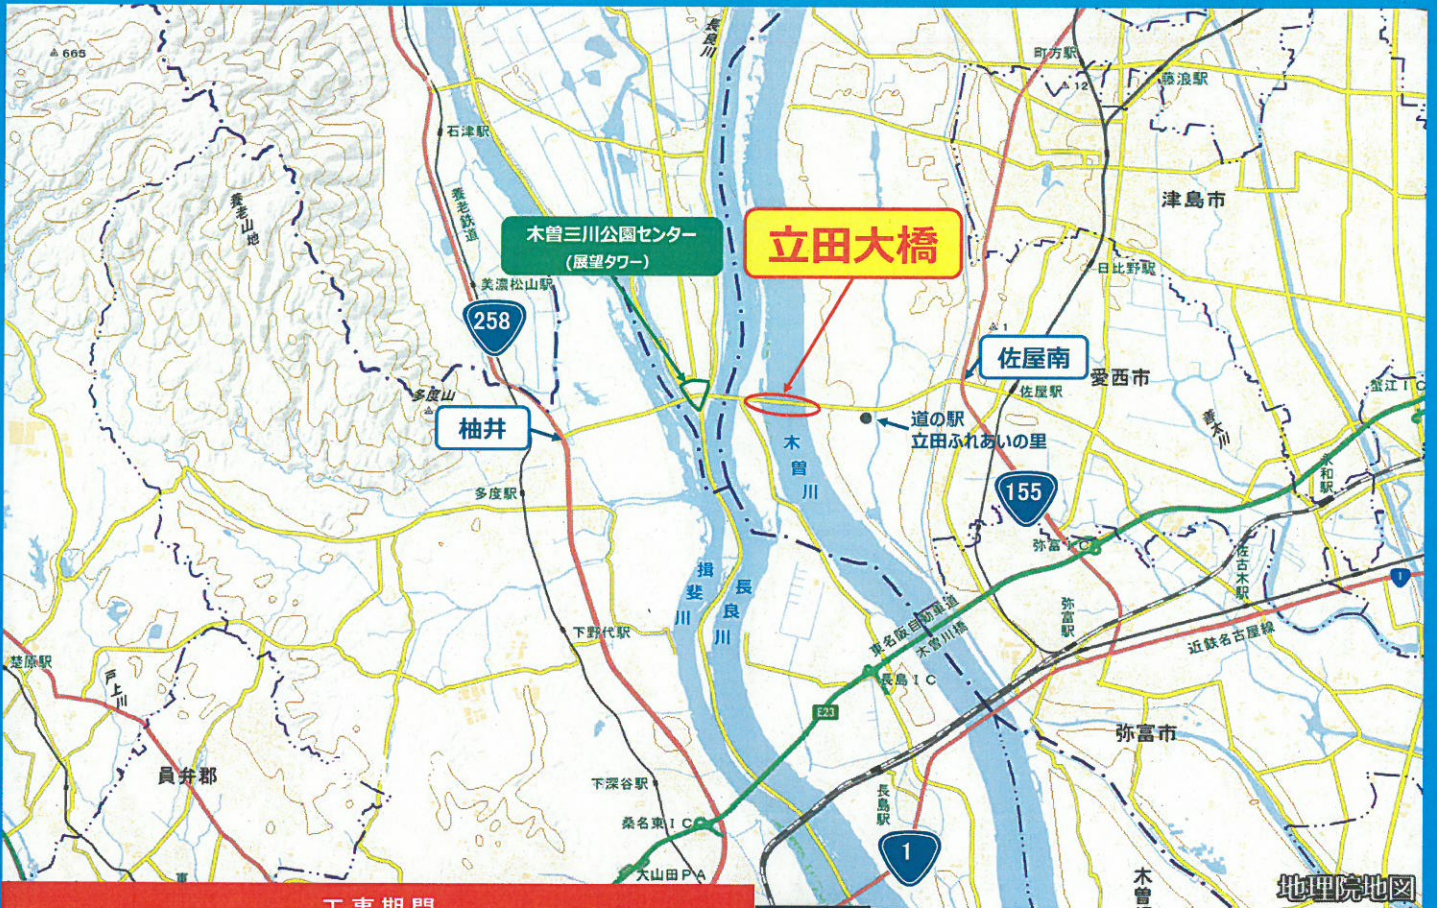 665
長良川
町方駅
藤浪駅
12
石津駅
養老鉄道
養老山地
津島市
木曽三川公園センター
(展望タワー)
立田大橋
日比野駅
美濃松山駅
258
1
佐屋南
愛西市
多度山
佐屋駅
蟹江IC
柚井
道の駅
立田ふれあいの里
善太川
木曽川
多度駅
155
弥富IC
佐古木駅
1
揖斐川
長良川
東名阪自動車道
木曽川橋
弥富駅
下野代駅
近鉄名古屋線
楚原駅
戸上川
長島IC
E23
弥富市
員弁郡
下深谷駅
長島駅
桑名東IC
1
大山田PA
地理院地図
工事期間